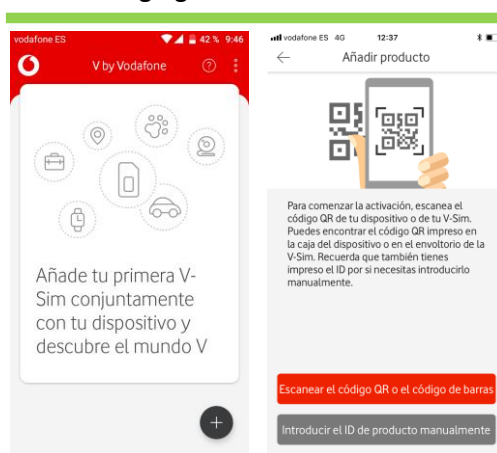 vodafone ES 42 % 9:46
V by Vodafone ?
Añade tu primera V-
Sim conjuntamente
con tu dispositivo y
descubre el mundo V
+
vodafone ES 4G 12:37
Añadir producto
Para comenzar la activación, escanea el
código QR de tu dispositivo o de tu V-Sim.
Puedes encontrar el código QR impreso en
la caja del dispositivo o en el envoltorio de la
V-Sim. Recuerda que también tienes
impreso el ID por si necesitas introducirlo
manualmente.
Escanear el código QR o el código de barras
Introducir el ID de producto manualmente